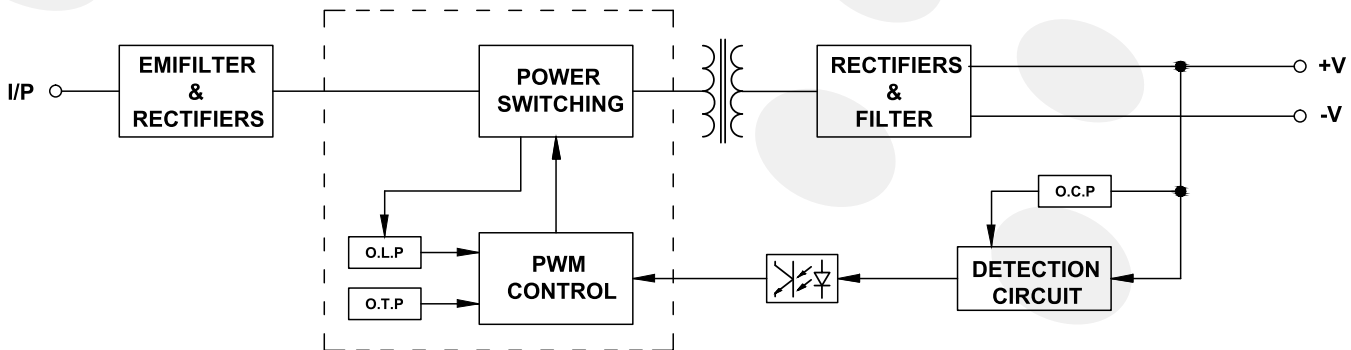 I/P
EMIFILTER
&
RECTIFIERS
POWER
SWITCHING
RECTIFIERS
&
FILTER
+V
-V
O.C.P
O.L.P
O.T.P
PWM
CONTROL
DETECTION
CIRCUIT